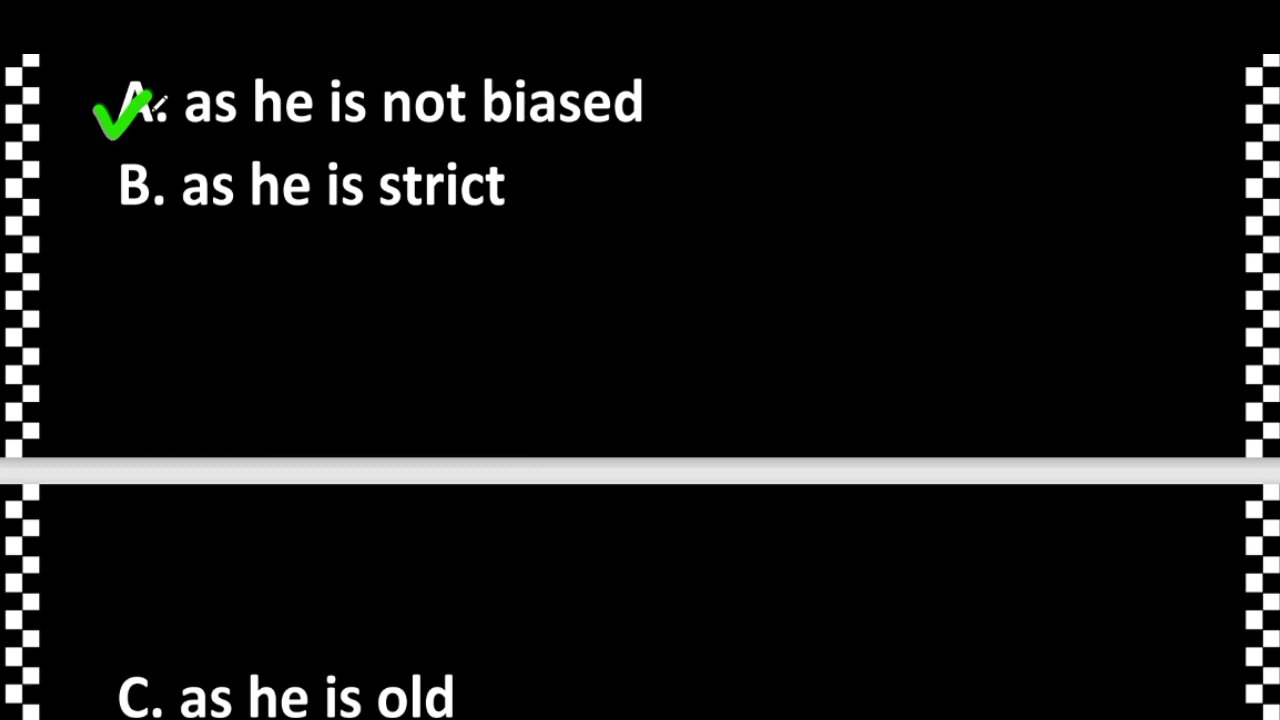 A. as he is not biased
B. as he is strict
C. as he is old